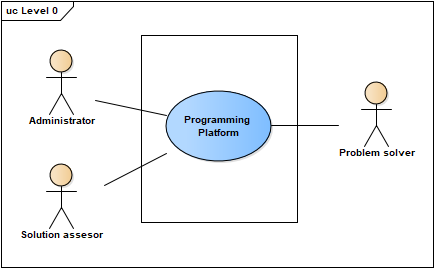 uc Level 0
Administrator
Programming
Platform
Problem solver
Solution assesor